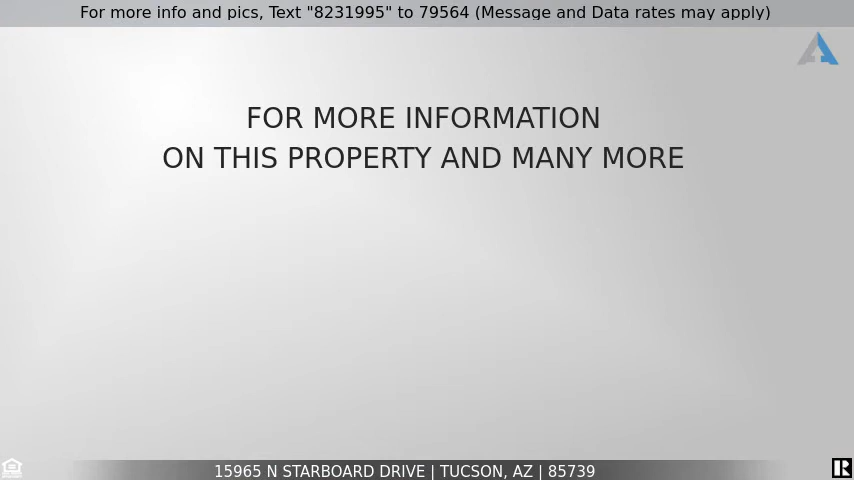 For more info and pics, Text "8231995" to 79564 (Message and Data rates may apply)
FOR MORE INFORMATION
ON THIS PROPERTY AND MANY MORE
15965 N STARBOARD DRIVE | TUCSON, AZ | 85739